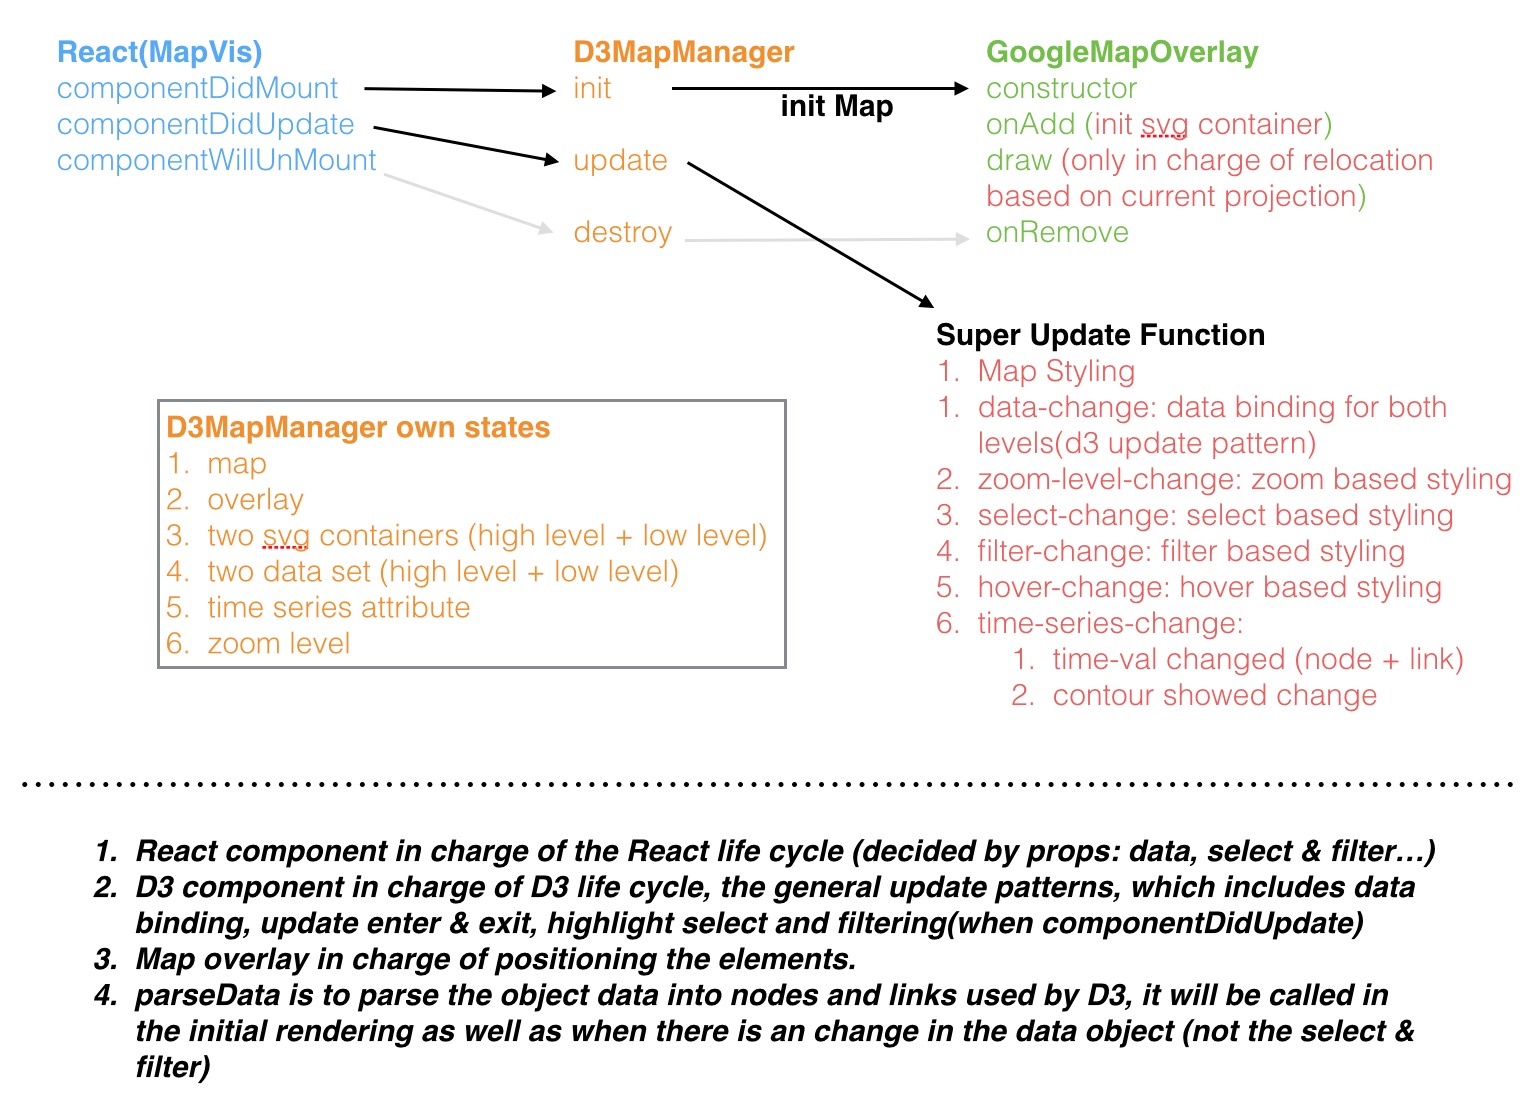 React(MapVis)
componentDidMount
componentDidUpdate
componentWillUnMount
D3MapManager
init
update
destroy
init Map
GoogleMapOverlay
constructor
onAdd (init svg container)
draw (only in charge of relocation
based on current projection)
onRemove
Super Update Function
1. Map Styling
1. data-change: data binding for both
levels(d3 update pattern)
2. zoom-level-change: zoom based styling
3. select-change: select based styling
4. filter-change: filter based styling
5. hover-change: hover based styling
6. time-series-change:
1. time-val changed (node + link)
2. contour showed change
D3MapManager own states
1. map
2. overlay
3. two svg containers (high level + low level)
4. two data set (high level + low level)
5. time series attribute
6. zoom level
1. React component in charge of the React life cycle (decided by props: data, select & filter…)
2. D3 component in charge of D3 life cycle, the general update patterns, which includes data
binding, update enter & exit, highlight select and filtering(when componentDidUpdate)
3. Map overlay in charge of positioning the elements.
4. parseData is to parse the object data into nodes and links used by D3, it will be called in
the initial rendering as well as when there is an change in the data object (not the select &
filter)